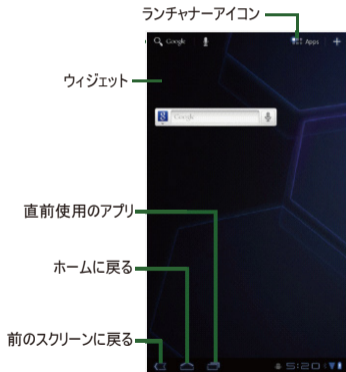 ランチャナーアイコン
Google
Apps
ウィジェット
Google
直前使用のアプリ
ホームに戻る
前のスクリーンに戻る
5:20